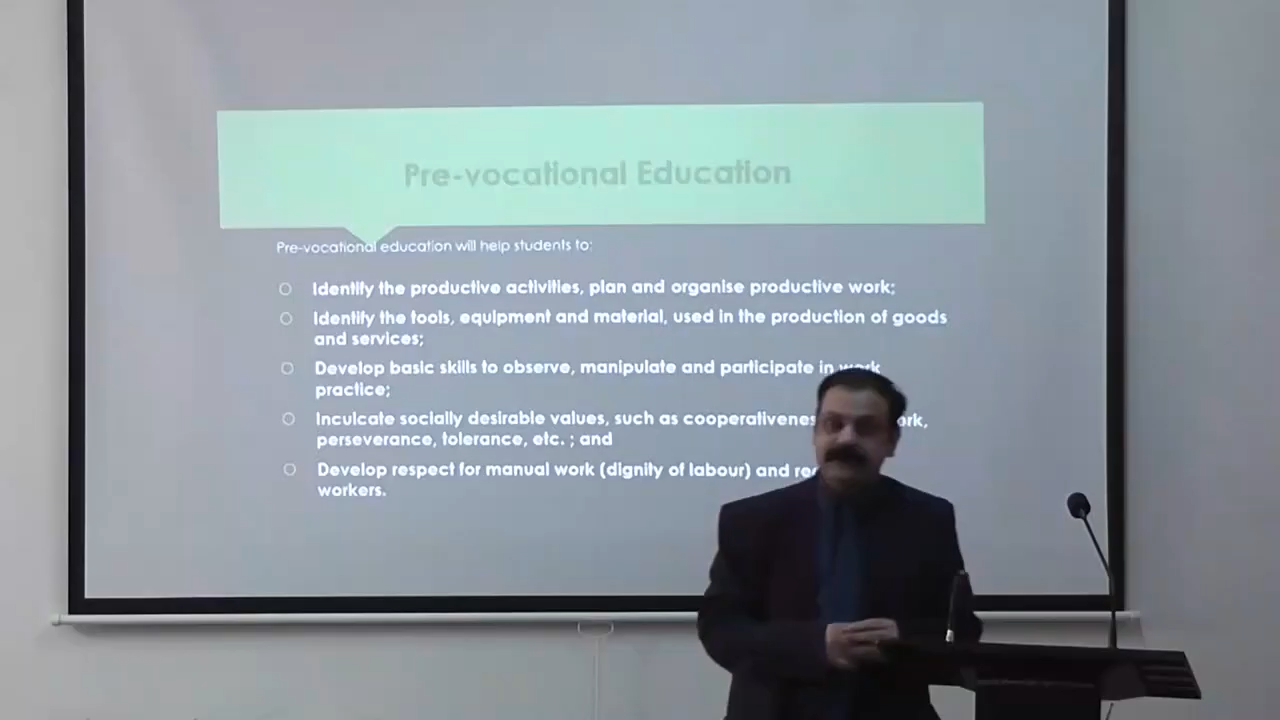 Pre-vocational Education
Pre-vocational education will help students to:
Identify the productive activities, plan and organise productive work;
Identify the tools, equipment and material, used in the production of goods
and services;
Develop basic skills to observe, manipulate and participate in work
practice;
Inculcate socially desirable values, such as
perseverance, tolerance, etc. ; and
Develop respect for manual work (dignity of labour) and
workers.